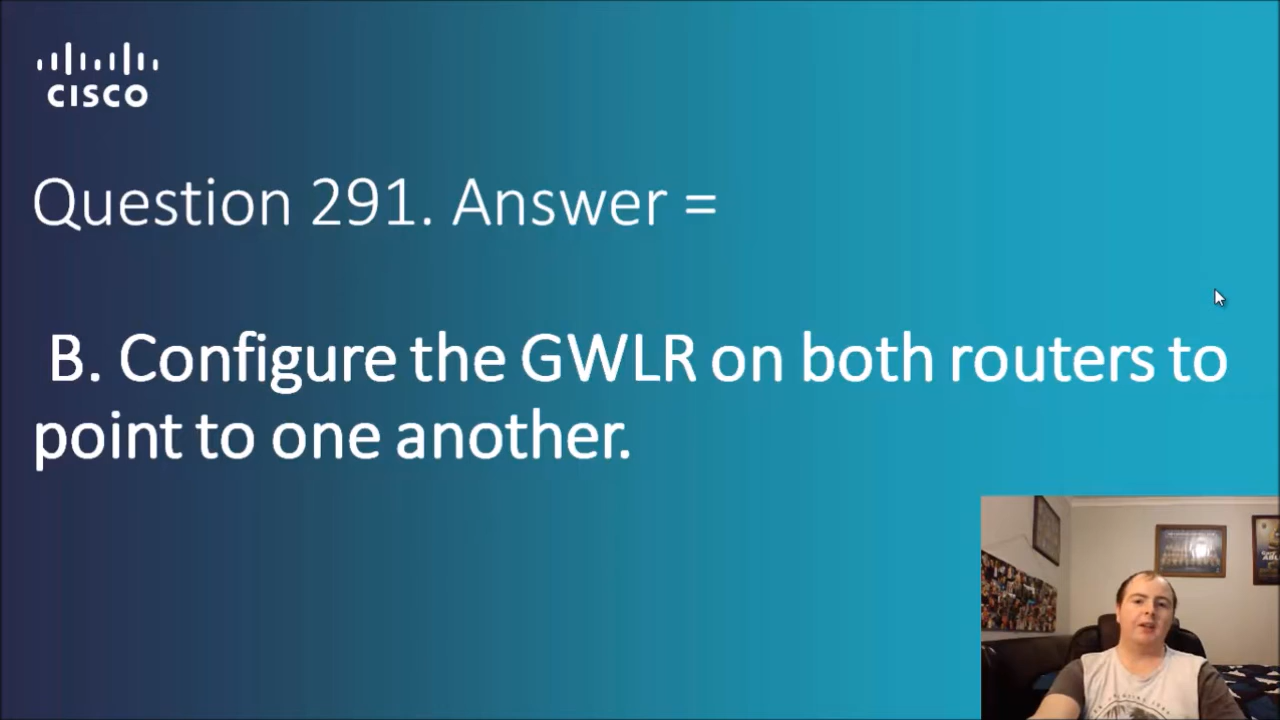 CISCO
Question 291. Answer =
B. Configure the GWLR on both routers to
point to one another.